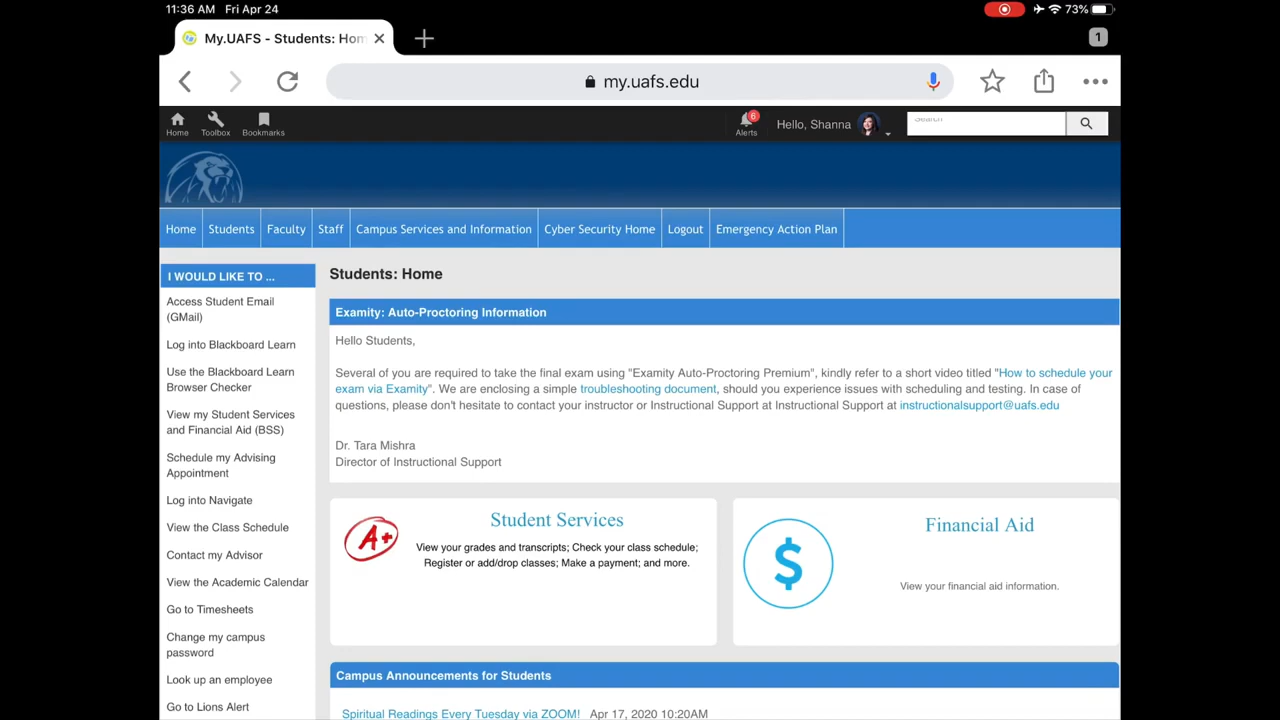 11:36 AM Fri Apr 24
73%
My.UAFS - Students: Hom
1
my.uafs.edu
Home
Toolbox
Bookmarks
6
Alerts
Hello, Shanna
Search
Home
Students
Faculty
Staff
Campus Services and Information
Cyber Security Home
Logout
Emergency Action Plan
I WOULD LIKE TO ...
Access Student Email
(GMail)
Log into Blackboard Learn
Use the Blackboard Learn
Browser Checker
View my Student Services
and Financial Aid (BSS)
Schedule my Advising
Appointment
Log into Navigate
View the Class Schedule
Contact my Advisor
View the Academic Calendar
Go to Timesheets
Change my campus
password
Look up an employee
Go to Lions Alert
Students: Home
Examity: Auto-Proctoring Information
Hello Students,
Several of you are required to take the final exam using "Examity Auto-Proctoring Premium", kindly refer to a short video titled "How to schedule your
exam via Examity". We are enclosing a simple troubleshooting document, should you experience issues with scheduling and testing. In case of
questions, please don't hesitate to contact your instructor or Instructional Support at Instructional Support at instructionalsupport@uafs.edu
Dr. Tara Mishra
Director of Instructional Support
A+
Student Services
View your grades and transcripts; Check your class schedule;
Register or add/drop classes; Make a payment; and more.
$
Financial Aid
View your financial aid information.
Campus Announcements for Students
Spiritual Readings Every Tuesday via ZOOM! Apr 17, 2020 10:20AM